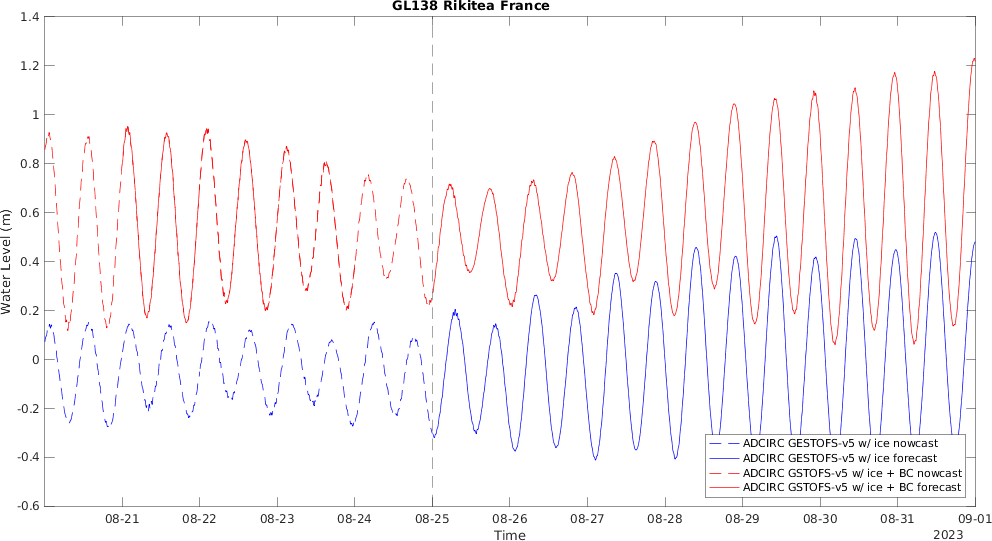 GL138 Rikitea France
1.4
1.2
1
0.8
0.6
0.4
0.2
0
-0.2
-0.4
-0.6
Water Level (m)
ADCIRC GESTOFS-v5 w/ ice nowcast
ADCIRC GESTOFS-v5 w/ ice forecast
ADCIRC GSTOFS-v5 w/ ice + BC nowcast
ADCIRC GSTOFS-v5 w/ ice + BC forecast
08-21 08-22 08-23 08-24 08-25 08-26 08-27 08-28 08-29 08-30 08-31 09-01
Time
2023